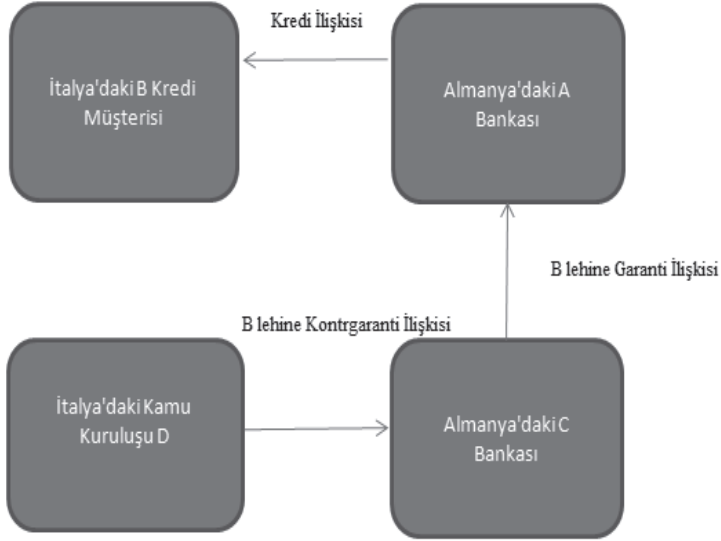 Kredi İlişkisi
İtalya'daki B Kredi
Müşterisi
Almanya'daki A
Bankası
B lehine Garanti İlişkisi
B lehine Kontrgaranti İlişkisi
İtalya'daki Kamu
Kuruluşu D
Almanya'daki C
Bankası